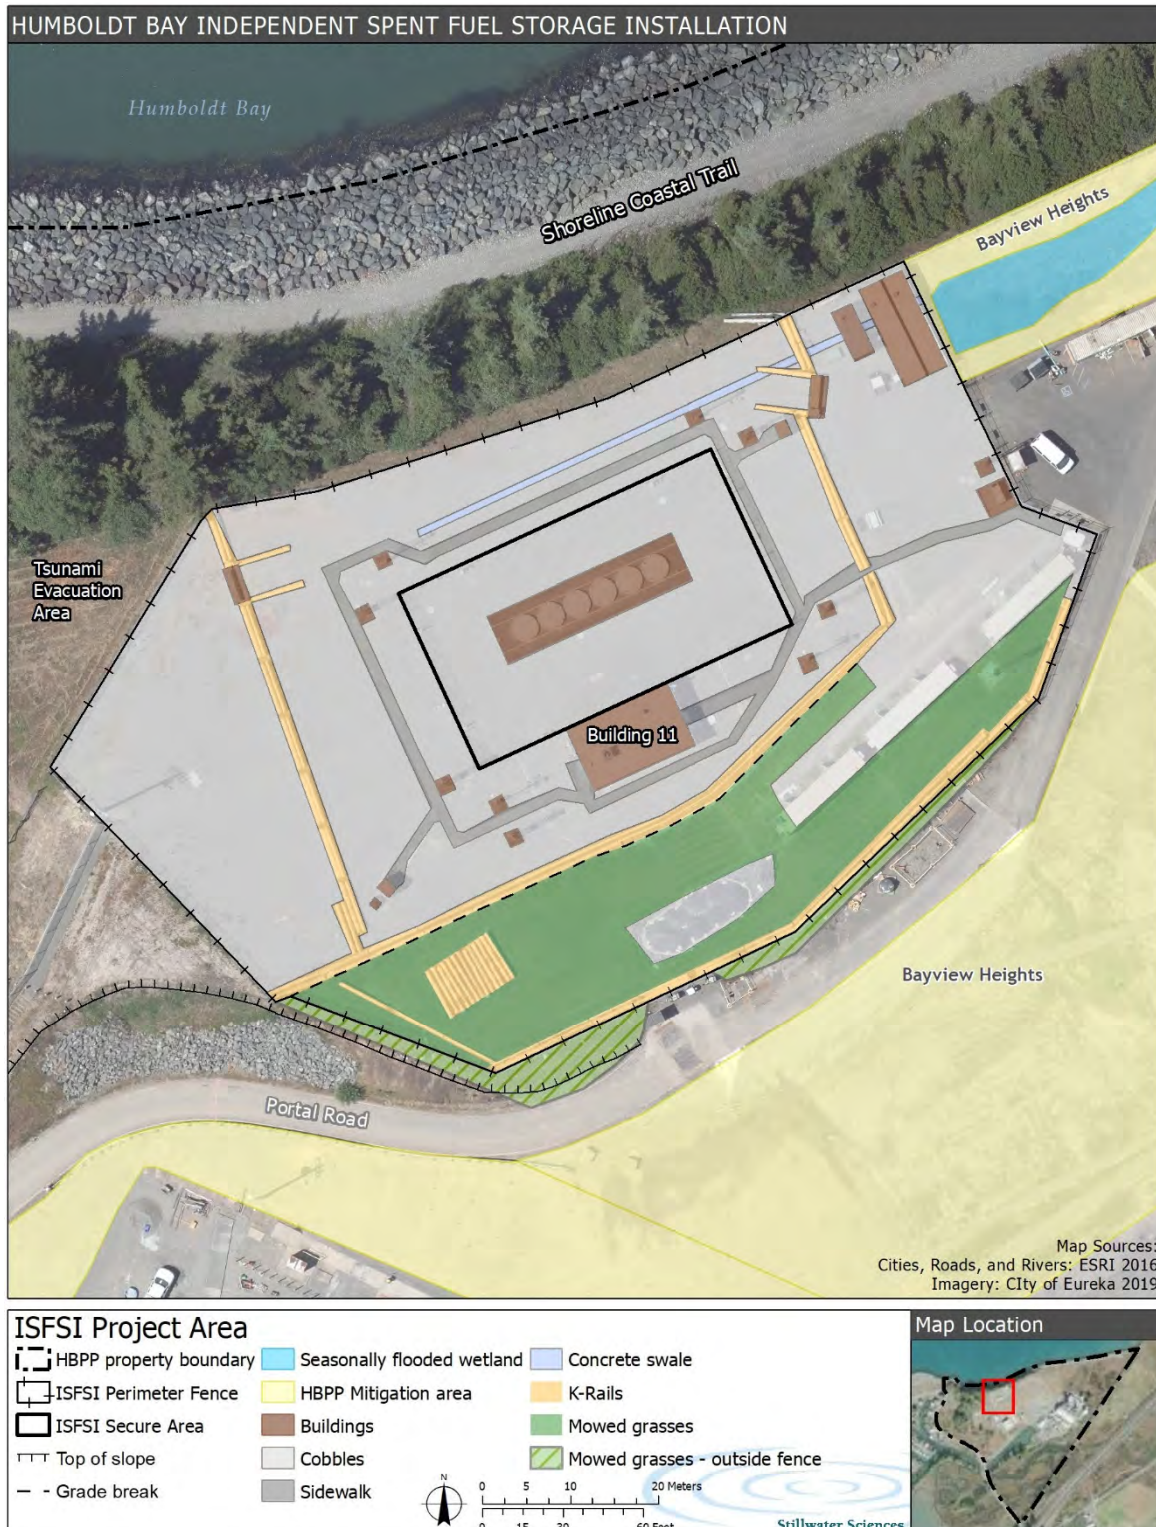 HUMBOLDT BAY INDEPENDENT SPENT FUEL STORAGE INSTALLATION
Humboldt Bay
Shoreline Coastal Trail
Bayview Heights
Tsunami
Evacuation
Area
Building 11
Bayview Heights
Portal Road
Map Sources:
Cities, Roads, and Rivers: ESRI 2016
Imagery: CIty of Eureka 2019
ISFSI Project Area
HBPP property boundary
ISFSI Perimeter Fence
ISFSI Secure Area
Top of slope
Grade break
Seasonally flooded wetland
HBPP Mitigation area
Buildings
Cobbles
Sidewalk
Concrete swale
K-Rails
Mowed grasses
Mowed grasses - outside fence
N
0 5 10 20 Meters
0 15 30 60 Feet
Stillwater Sciences
Map Location